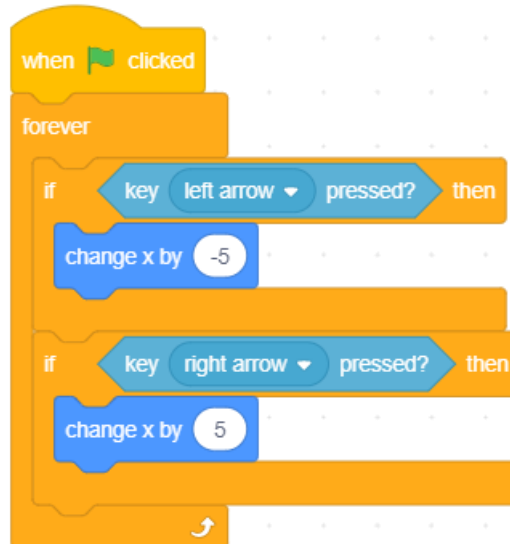 when clicked
forever
if key left arrow pressed? then
change x by -5
if key right arrow pressed? then
change x by 5